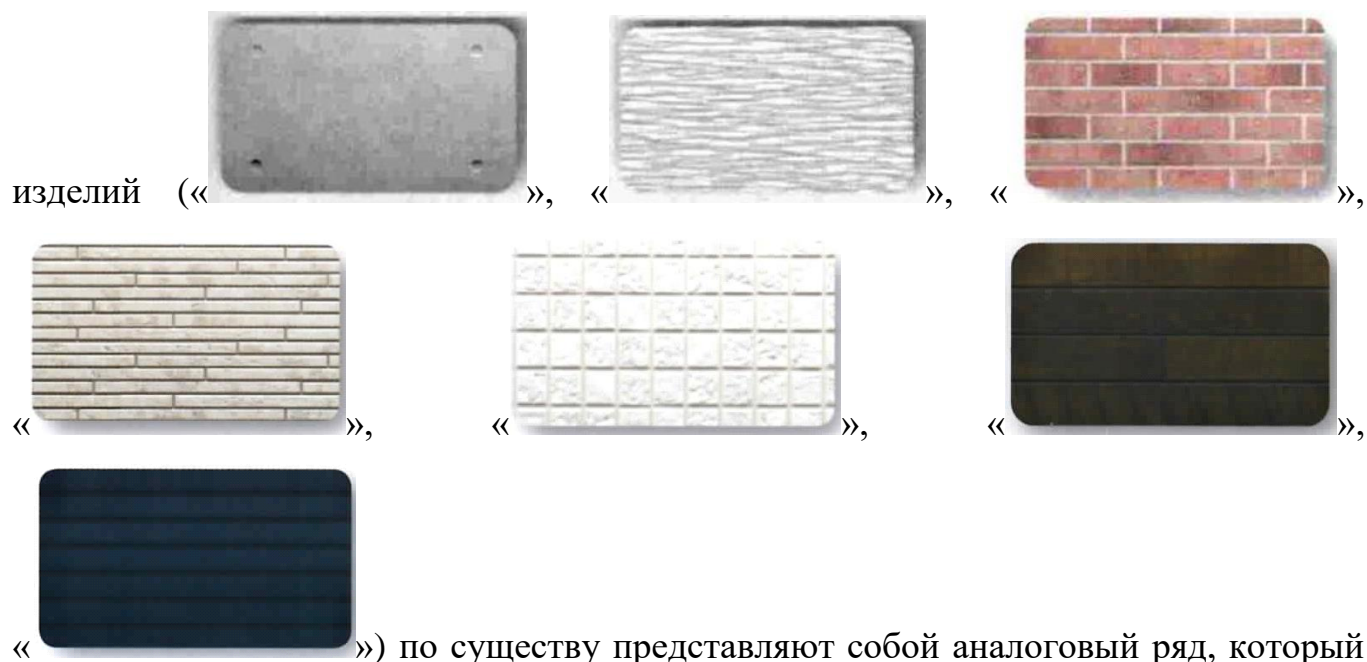 изделий («», «», «»,
«», «», «»,
«») по существу представляют собой аналоговый ряд, который